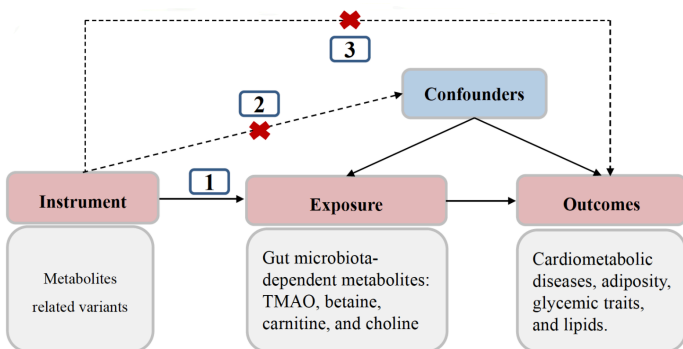 3
2
Confounders
1
Instrument
Exposure
Outcomes
Metabolites
related variants
Gut microbiota-
dependent metabolites:
TMAO, betaine,
carnitine, and choline
Cardiometabolic
diseases, adiposity,
glycemic traits,
and lipids.